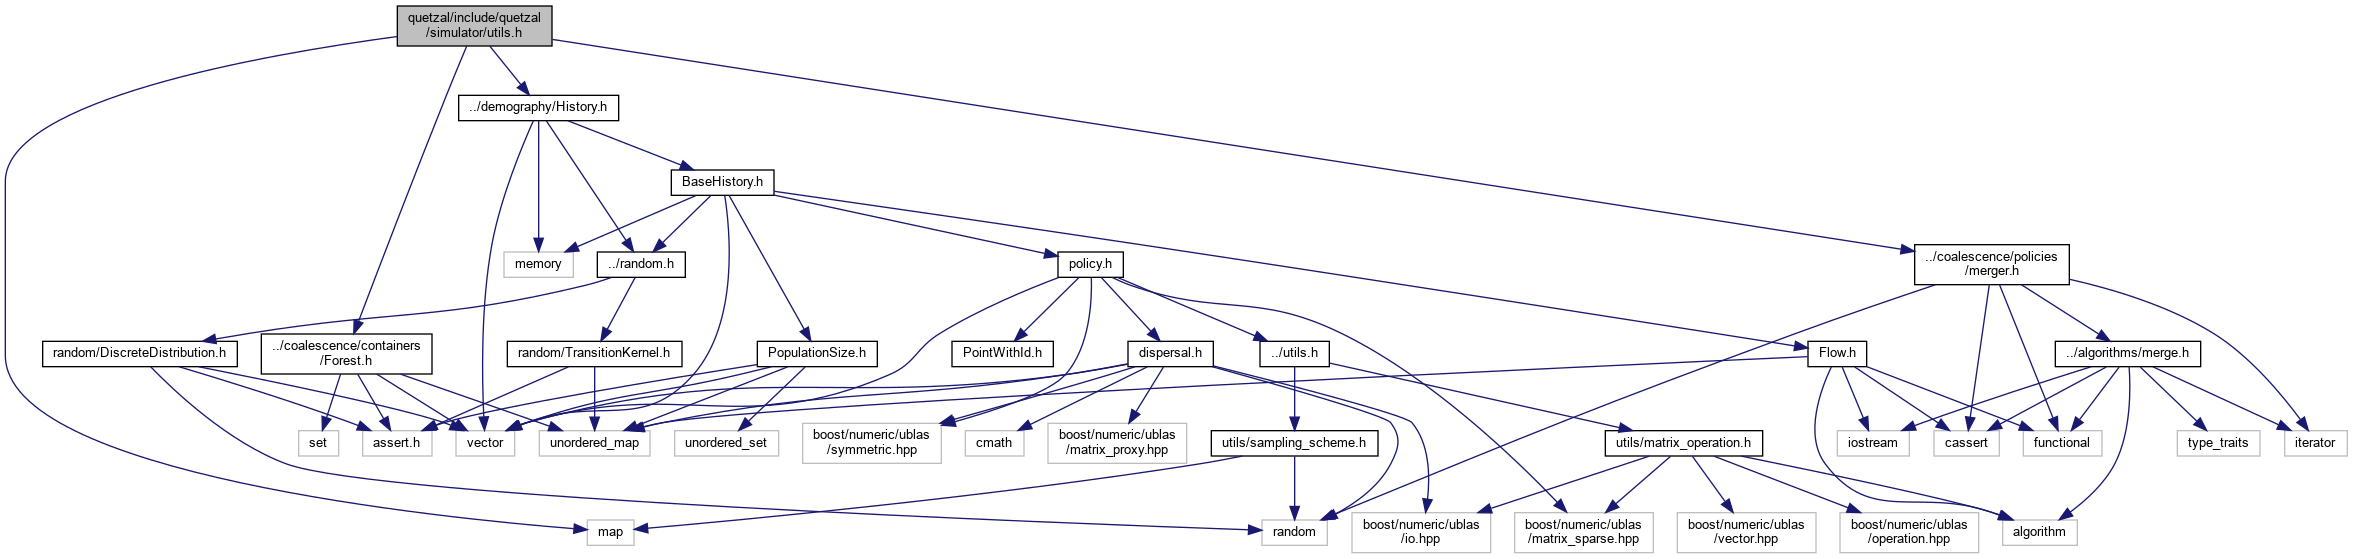 quetzal/include/quetzal
/simulator/utils.h
../demography/History.h
BaseHistory.h
memory
../random.h
policy.h
../coalescence/policies
/merger.h
random/DiscreteDistribution.h
../coalescence/containers
/Forest.h
random/TransitionKernel.h
PopulationSize.h
PointWithId.h
dispersal.h
../utils.h
Flow.h
../algorithms/merge.h
set
assert.h
vector
unordered_map
unordered_set
boost/numeric/ublas
/symmetric.hpp
cmath
boost/numeric/ublas
/matrix_proxy.hpp
utils/sampling_scheme.h
utils/matrix_operation.h
iostream
cassert
functional
type_traits
iterator
map
random
boost/numeric/ublas
/io.hpp
boost/numeric/ublas
/matrix_sparse.hpp
boost/numeric/ublas
/vector.hpp
boost/numeric/ublas
/operation.hpp
algorithm